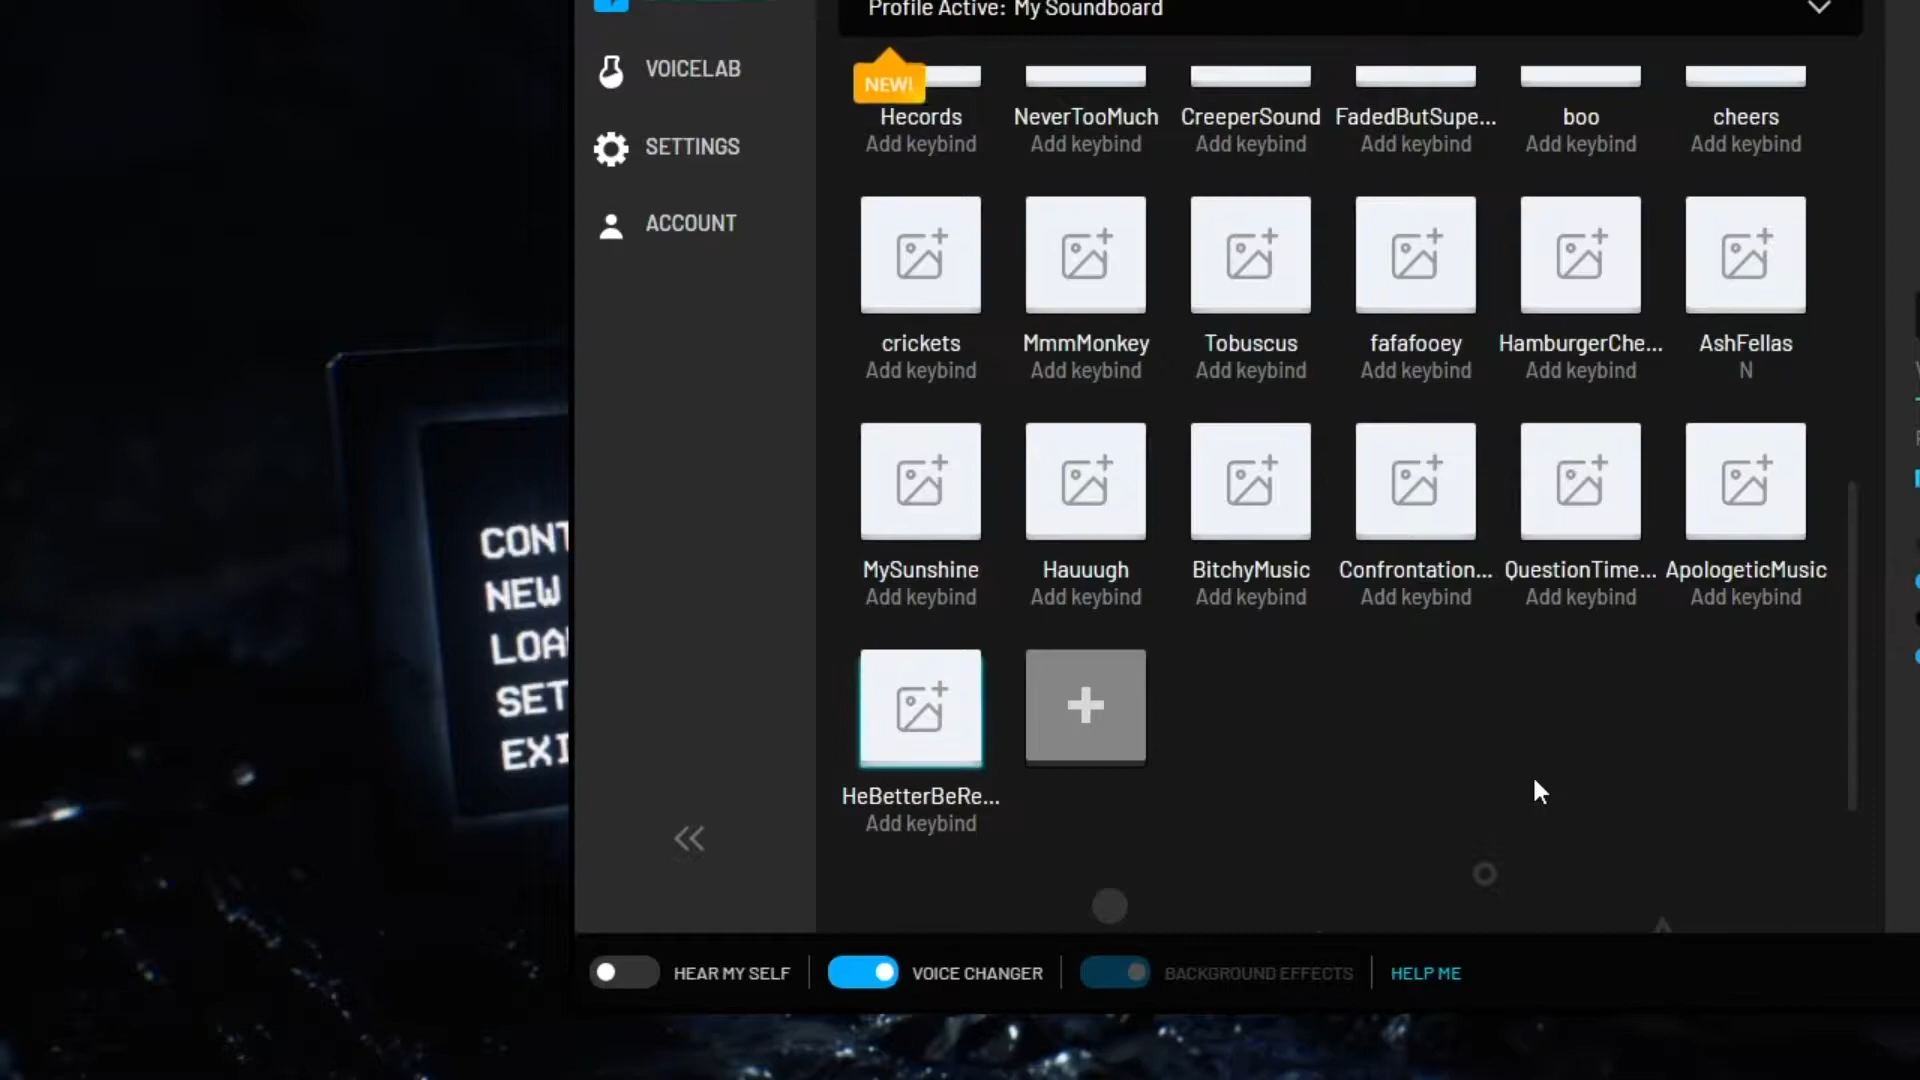 Profile Active: My Soundboard
VOICELAB
SETTINGS
ACCOUNT
NEW!
Hecords NeverTooMuch CreeperSound FadedButSupe... boo cheers
Add keybind Add keybind Add keybind Add keybind Add keybind Add keybind
crickets MmmMonkey Tobuscus fafafooey HamburgerChe... AshFellas
Add keybind Add keybind Add keybind Add keybind Add keybind N
MySunshine Hauuugh BitchyMusic Confrontation... QuestionTime... ApologeticMusic
Add keybind Add keybind Add keybind Add keybind Add keybind Add keybind
HeBetterBeRe...
Add keybind
CONT
NEW
LOA
SET
EXI
HEAR MY SELF VOICE CHANGER BACKGROUND EFFECTS HELP ME